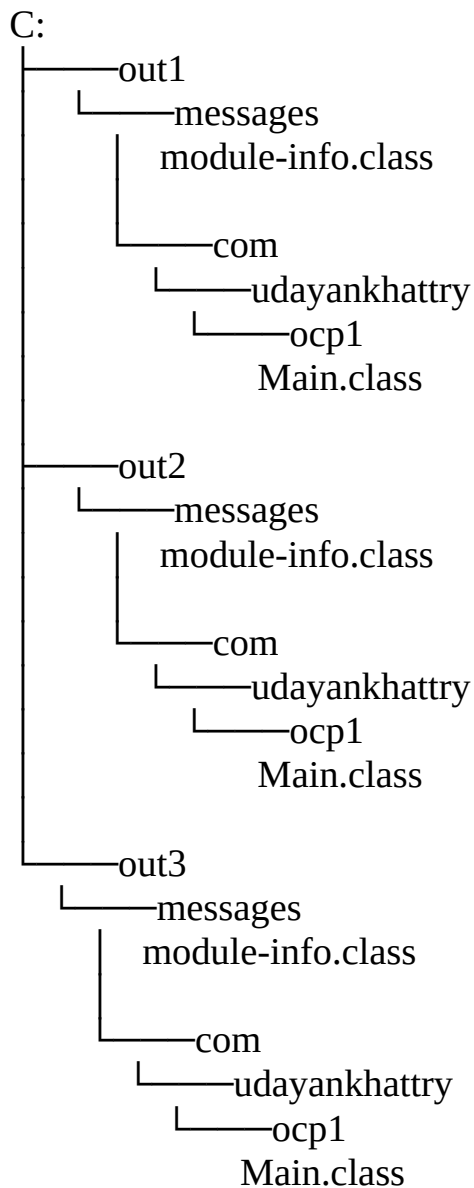 C:
out1
messages
module-info.class
com
udayankhattry
ocp1
Main.class
out2
messages
module-info.class
com
udayankhattry
ocp1
Main.class
out3
messages
module-info.class
com
udayankhattry
ocp1
Main.class